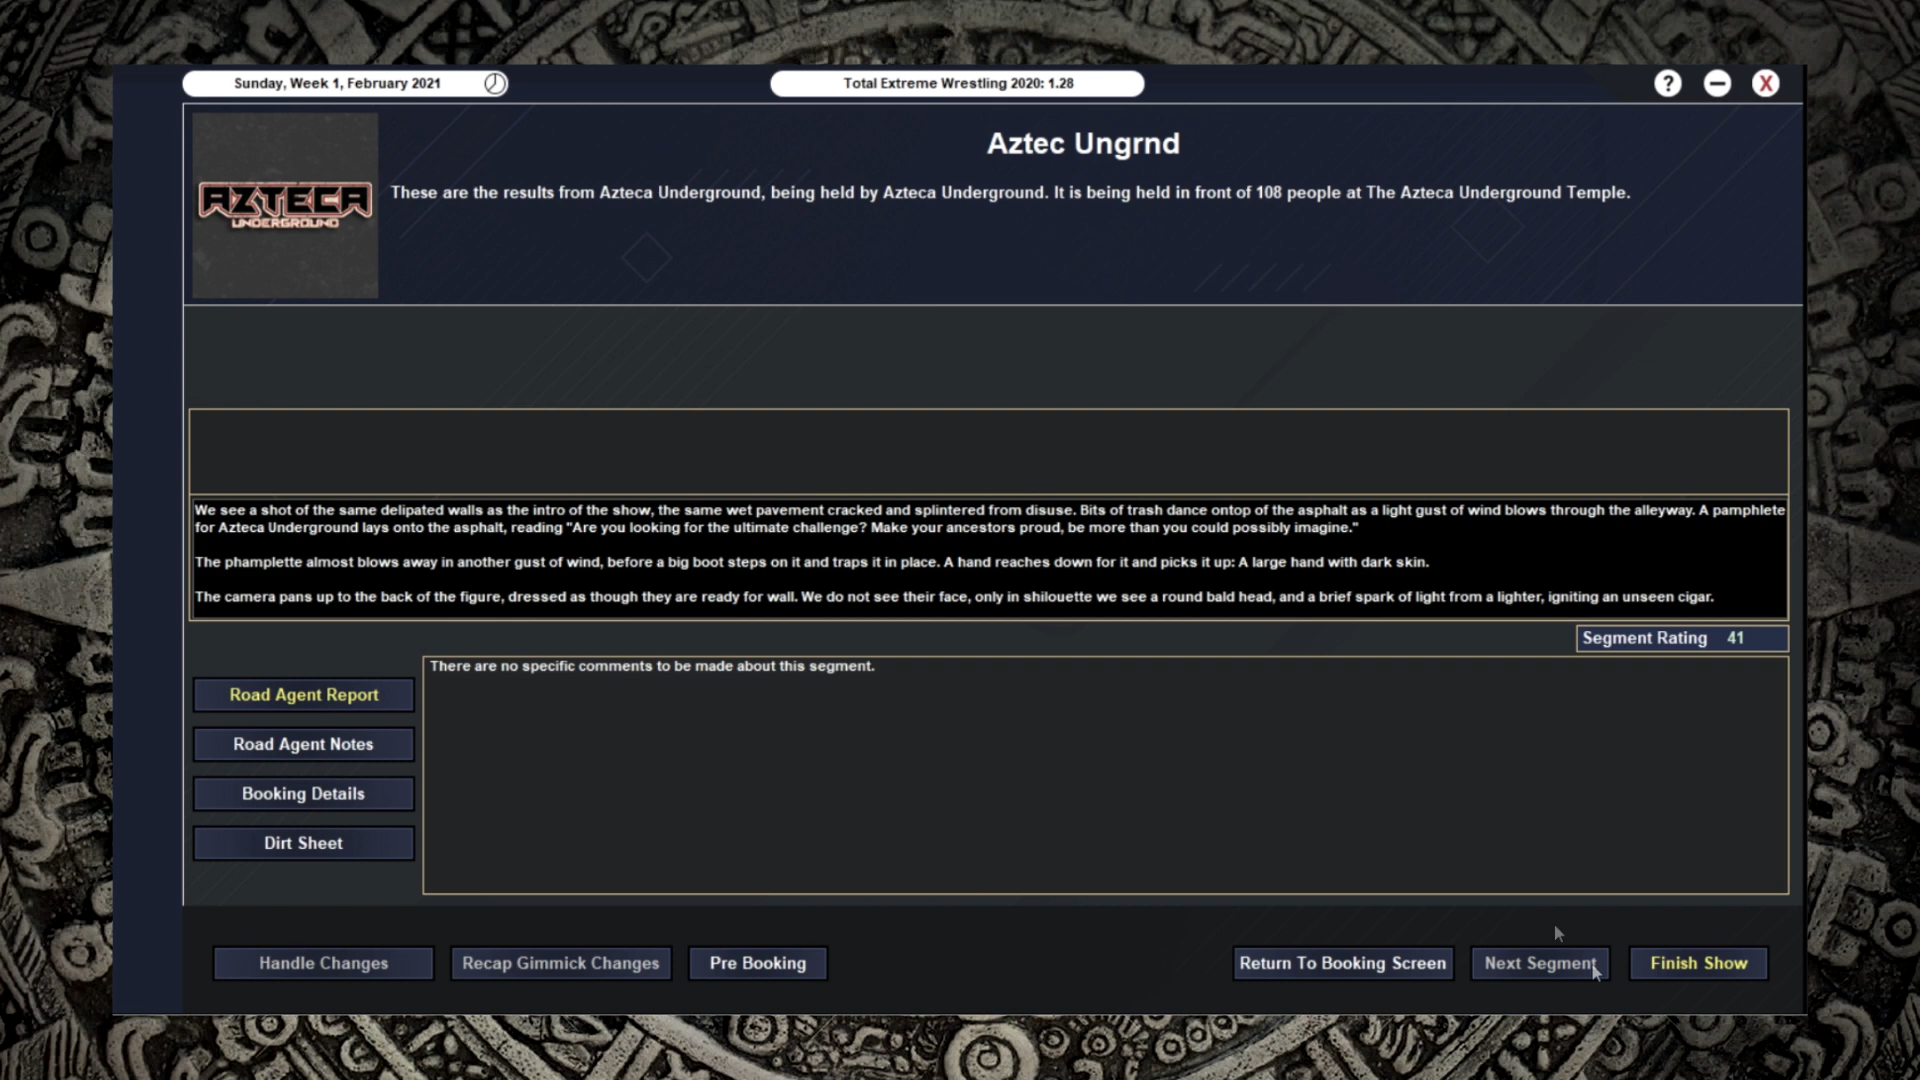 Sunday, Week 1, February 2021
Total Extreme Wrestling 2020: 1.28
?
X
Aztec Ungrnd
AZTECA
UNDERGROUND
These are the results from Azteca Underground, being held by Azteca Underground. It is being held in front of 108 people at The Azteca Underground Temple.
We see a shot of the same delipated walls as the intro of the show, the same wet pavement cracked and splintered from disuse. Bits of trash dance ontop of the asphalt as a light gust of wind blows through the alleyway. A pamphlete
for Azteca Underground lays onto the asphalt, reading "Are you looking for the ultimate challenge? Make your ancestors proud, be more than you could possibly imagine."
The phamplette almost blows away in another gust of wind, before a big boot steps on it and traps it in place. A hand reaches down for it and picks it up: A large hand with dark skin.
The camera pans up to the back of the figure, dressed as though they are ready for wall. We do not see their face, only in shilouette we see a round bald head, and a brief spark of light from a lighter, igniting an unseen cigar.
Segment Rating 41
There are no specific comments to be made about this segment.
Road Agent Report
Road Agent Notes
Booking Details
Dirt Sheet
Handle Changes
Recap Gimmick Changes
Pre Booking
Return To Booking Screen
Next Segment
Finish Show